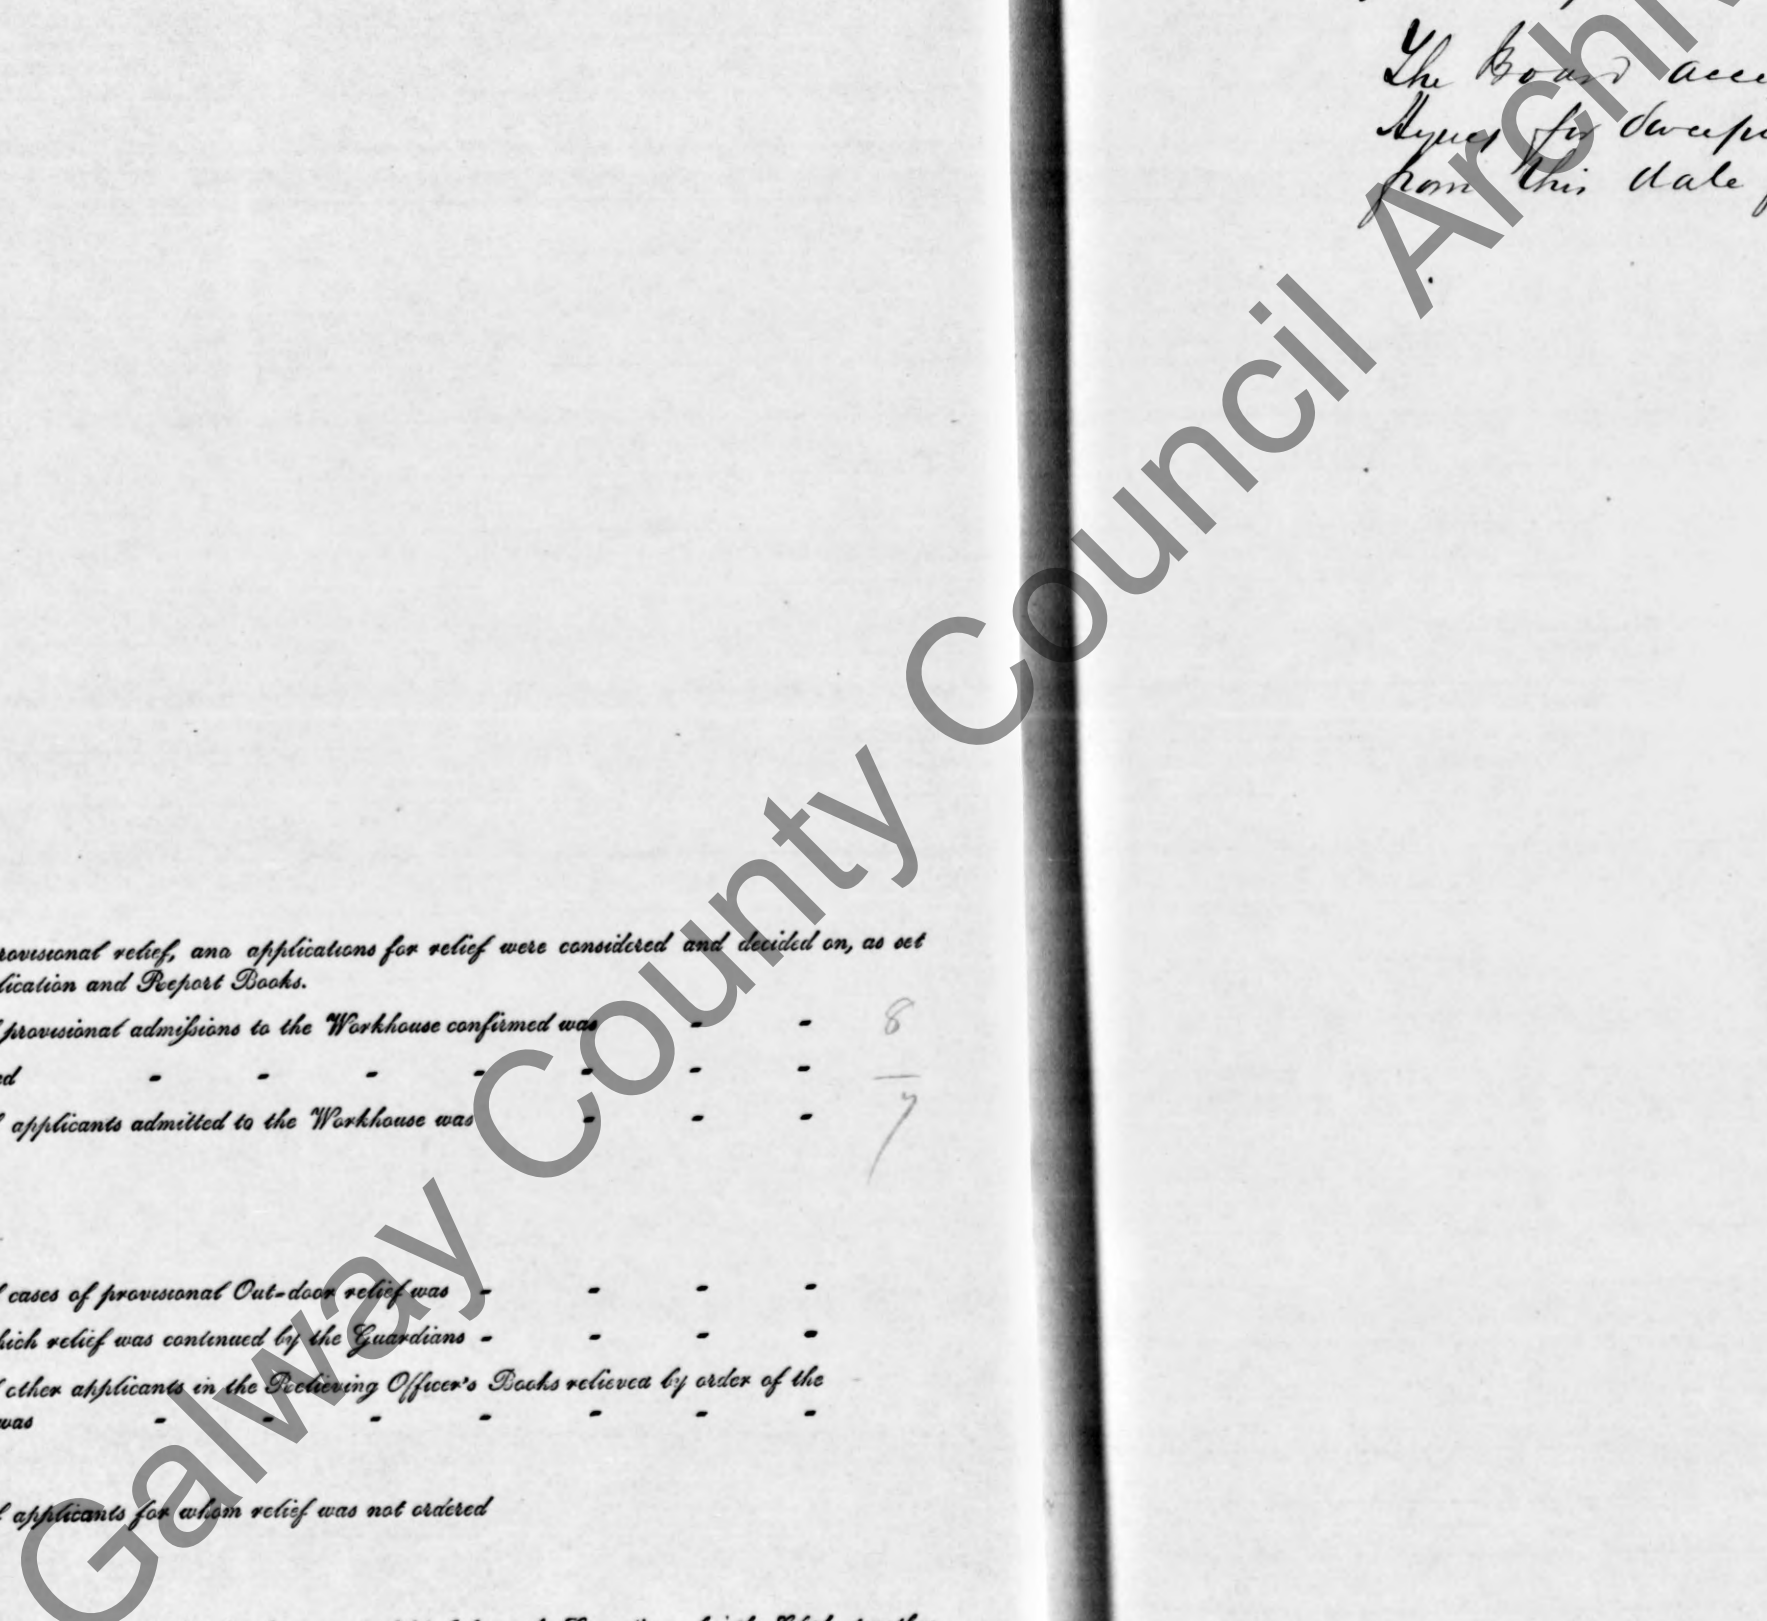 rovisional relief, and applications for relief were considered and decided on, as set
lication and Report Books.
provisional admissions to the Workhouse confirmed was - - 8
ed - - - - - - - —
applicants admitted to the Workhouse was - - - 7
cases of provisional Out-door relief was - - - -
hich relief was continued by the Guardians - - - -
other applicants in the Relieving Officer's Books relieved by order of the
was - - - - - - -
applicants for whom relief was not ordered
The Board acce
Hynes for Sweep
from this date
Galway County Council Archiv